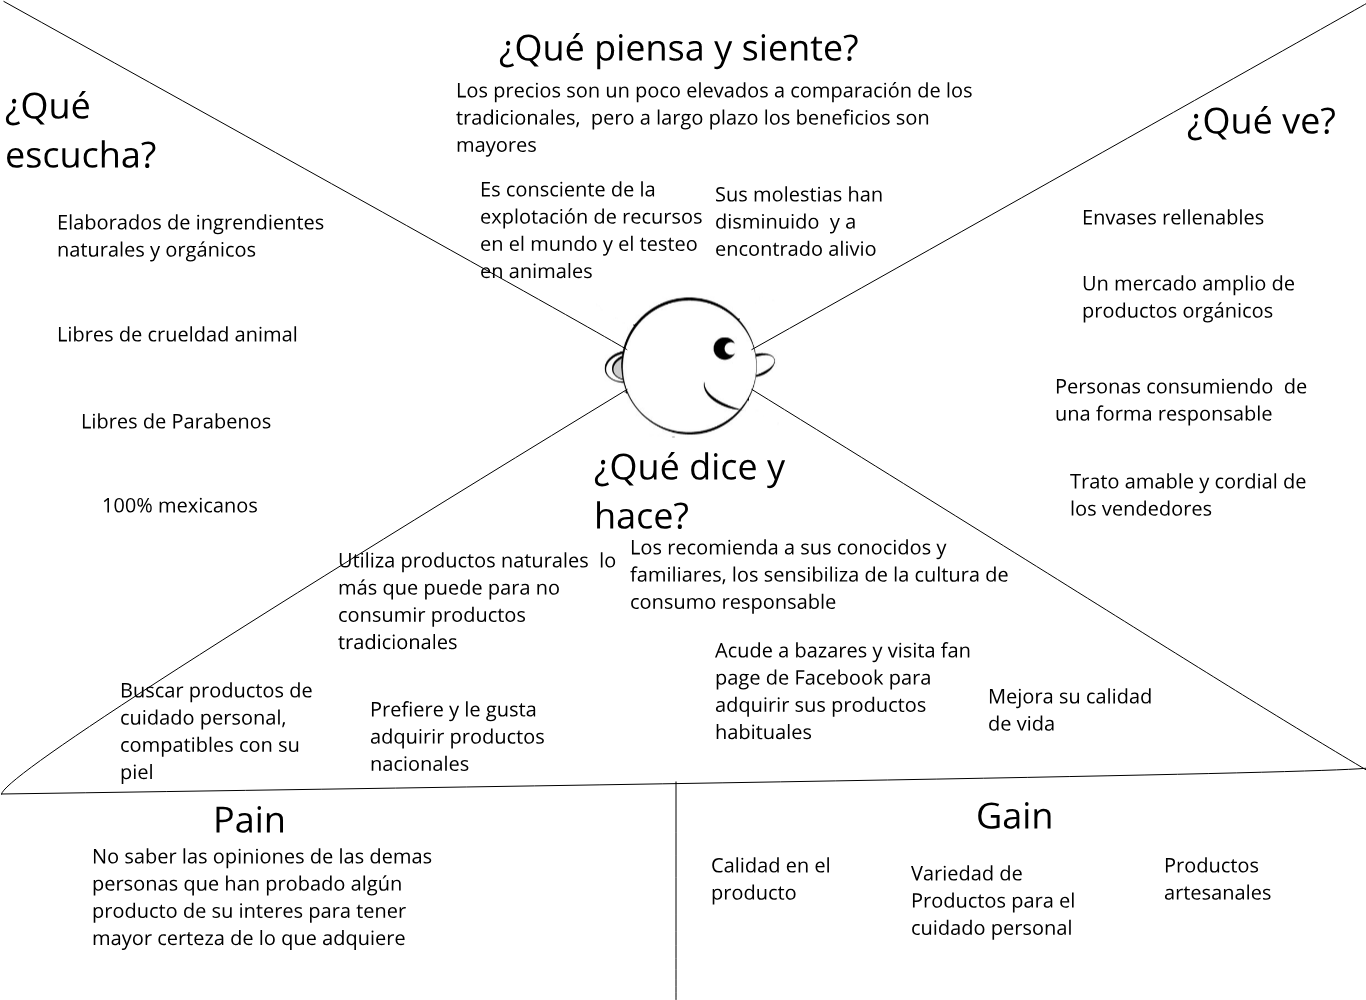 ¿Qué piensa y siente?
Los precios son un poco elevados a comparación de los
tradicionales,  pero a largo plazo los beneficios son
mayores
Es consciente de la
explotación de recursos
en el mundo y el testeo
en animales
Sus molestias han
disminuido  y a
encontrado alivio
¿Qué
escucha?
Elaborados de ingrendientes
naturales y orgánicos
Libres de crueldad animal
Libres de Parabenos
100% mexicanos
¿Qué ve?
Envases rellenables
Un mercado amplio de
productos orgánicos
Personas consumiendo  de
una forma responsable
Trato amable y cordial de
los vendedores
¿Qué dice y
hace?
Utiliza productos naturales  lo
más que puede para no
consumir productos
tradicionales
Los recomienda a sus conocidos y
familiares, los sensibiliza de la cultura de
consumo responsable
Buscar productos de
cuidado personal,
compatibles con su
piel
Prefiere y le gusta
adquirir productos
nacionales
Acude a bazares y visita fan
page de Facebook para
adquirir sus productos
habituales
Mejora su calidad
de vida
Pain
No saber las opiniones de las demas
personas que han probado algún
producto de su interes para tener
mayor certeza de lo que adquiere
Gain
Calidad en el
producto
Variedad de
Productos para el
cuidado personal
Productos
artesanales